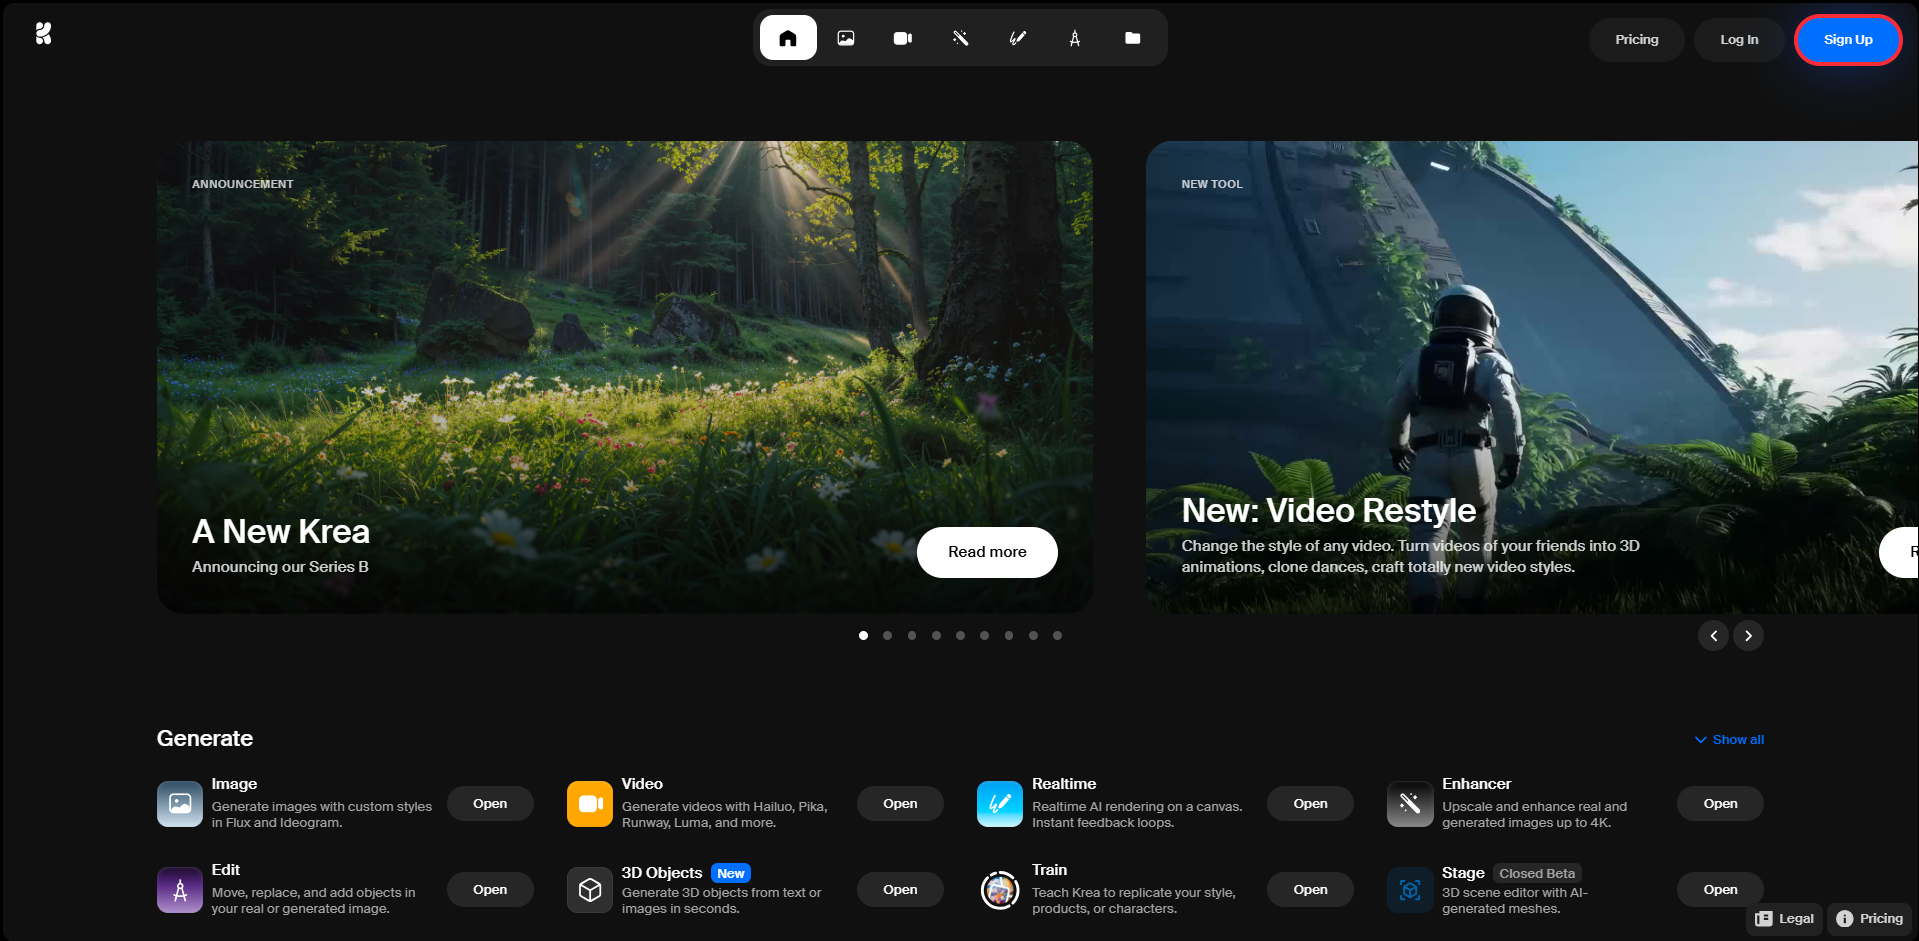 Pricing
Log In
Sign Up
ANNOUNCEMENT
A New Krea
Announcing our Series B
Read more
NEW TOOL
New: Video Restyle
Change the style of any video. Turn videos of your friends into 3D
animations, clone dances, craft totally new video styles.
R
Generate
Show all
Image
Generate images with custom styles
in Flux and Ideogram.
Open
Video
Generate videos with Hailuo, Pika,
Runway, Luma, and more.
Open
Realtime
Realtime AI rendering on a canvas.
Instant feedback loops.
Open
Enhancer
Upscale and enhance real and
generated images up to 4K.
Open
Edit
Move, replace, and add objects in
your real or generated image.
Open
3D Objects New
Generate 3D objects from text or
images in seconds.
Open
Train
Teach Krea to replicate your style,
products, or characters.
Open
Stage Closed Beta
3D scene editor with AI-
generated meshes.
Open
Legal
Pricing